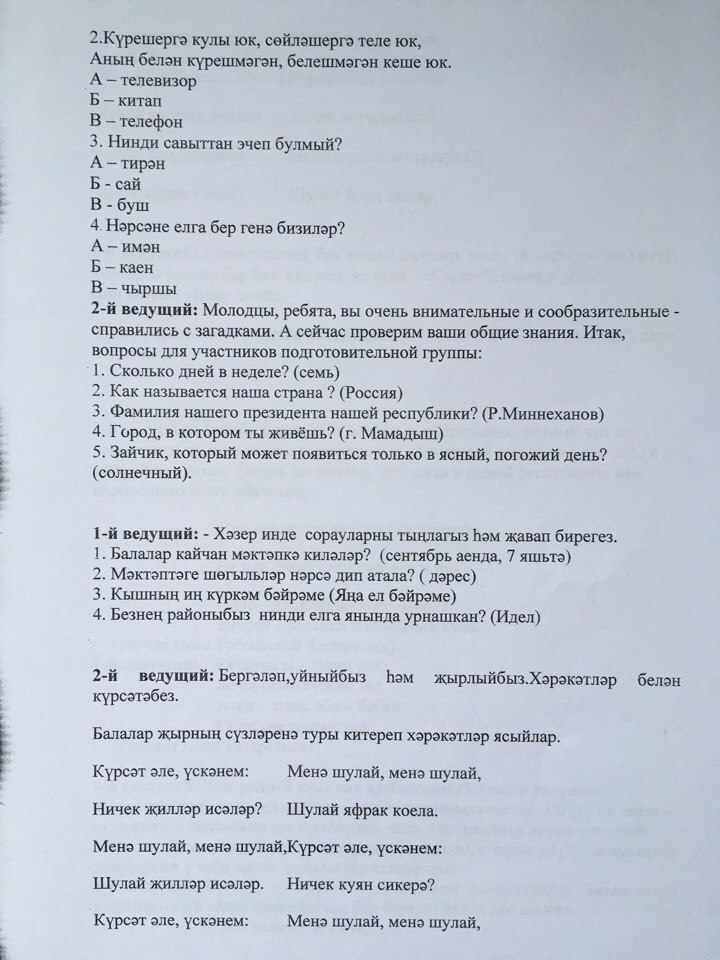 2.Күрешергә кулы юк, сөйләшергә теле юк,
Аның белән күрешмәгән, белешмәгән кеше юк.
А – телевизор
Б – китап
В – телефон
3. Нинди савыттан эчеп булмый?
А – тирән
Б - сай
В - буш
4. Нәрсәне елга бер генә бизиләр?
А – имән
Б – каен
В – чыршы
2-й ведущий: Молодцы, ребята, вы очень внимательные и сообразительные -
справились с загадками. А сейчас проверим ваши общие знания. Итак,
вопросы для участников подготовительной группы:
1. Сколько дней в неделе? (семь)
2. Как называется наша страна ? (Россия)
3. Фамилия нашего президента нашей республики? (Р.Миннеханов)
4. Город, в котором ты живёшь? (г. Мамадыш)
5. Зайчик, который может появиться только в ясный, погожий день?
(солнечный).
1-й ведущий: - Хәзер инде сорауларны тыңлагыз һәм җавап бирегез.
1. Балалар кайчан мәктәпкә киләләр? (сентябрь аенда, 7 яшьтә)
2. Мәктәптәге шөгыльләр нәрсә дип атала? ( дәрес)
3. Кышның иң күркәм бәйрәме (Яңа ел бәйрәме)
4. Безнең районыбыз нинди елга янында урнашкан? (Идел)
2-й ведущий: Бергәләп,уйныйбыз һәм җырлыйбыз.Хәрәкәтләр белән
күрсәтәбез.
Балалар җырның сүзләренә туры китереп хәрәкәтләр ясыйлар.
Күрсәт әле, үскәнем: Менә шулай, менә шулай,
Ничек җилләр исәләр? Шулай яфрак коела.
Менә шулай, менә шулай,Күрсәт әле, үскәнем:
Шулай җилләр исәләр. Ничек куян сикерә?
Күрсәт әле, үскәнем: Менә шулай, менә шулай,